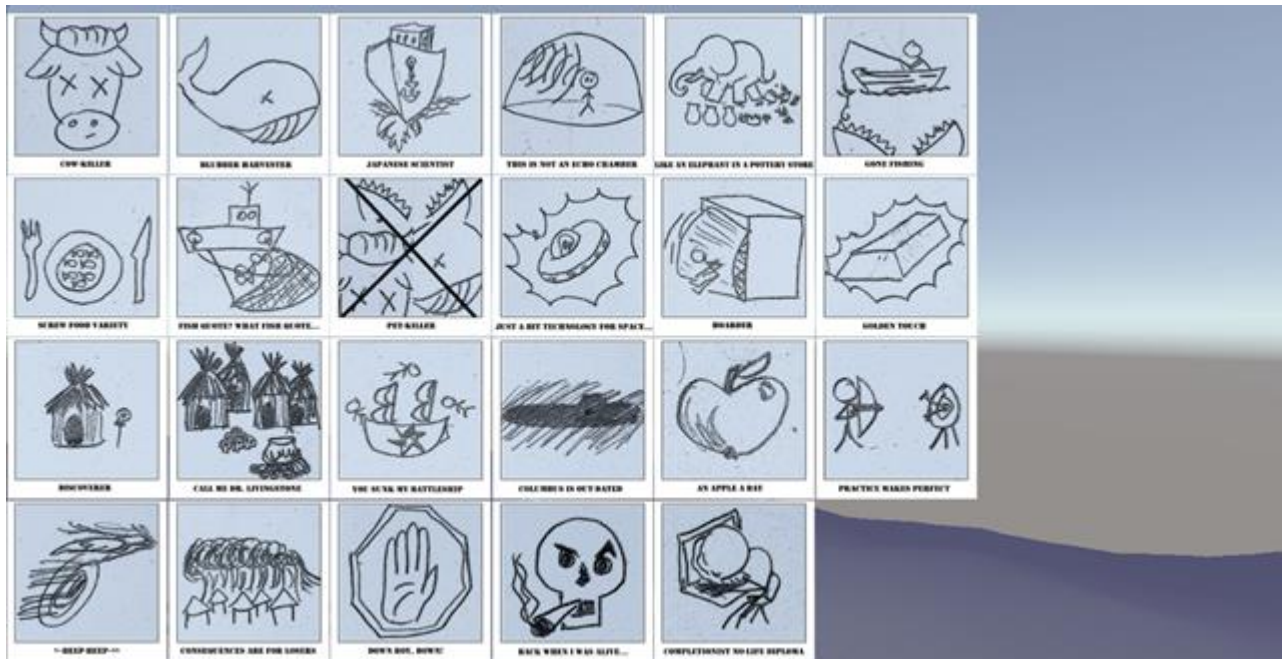 COW-KILLER
BLUBBER HARVESTER
JAPANESE SCIENTIST
THIS IS NOT AN ECHO CHAMBER
LIKE AN ELEPHANT IN A POTTERY STORE
GONE FISHING
SCREW FOOD VARIETY
FISH QUOTE? WHAT FISH QUOTE...
PET-KILLER
JUST A BIT TECHNOLOGY FOR SPACE...
HOARDER
GOLDEN TOUCH
DISCOVERER
CALL ME DR. LIVINGSTONE
YOU SUNK MY BATTLESHIP
COLUMBUS IS OUT-DATED
AN APPLE A DAY
PRACTICE MAKES PERFECT
BEEP-BEEP
CONSEQUENCES ARE FOR LOSERS
DOWN BOY, DOWN!
BACK WHEN I WAS ALIVE...
COMPLETIONIST NO-LIFE DIPLOMA